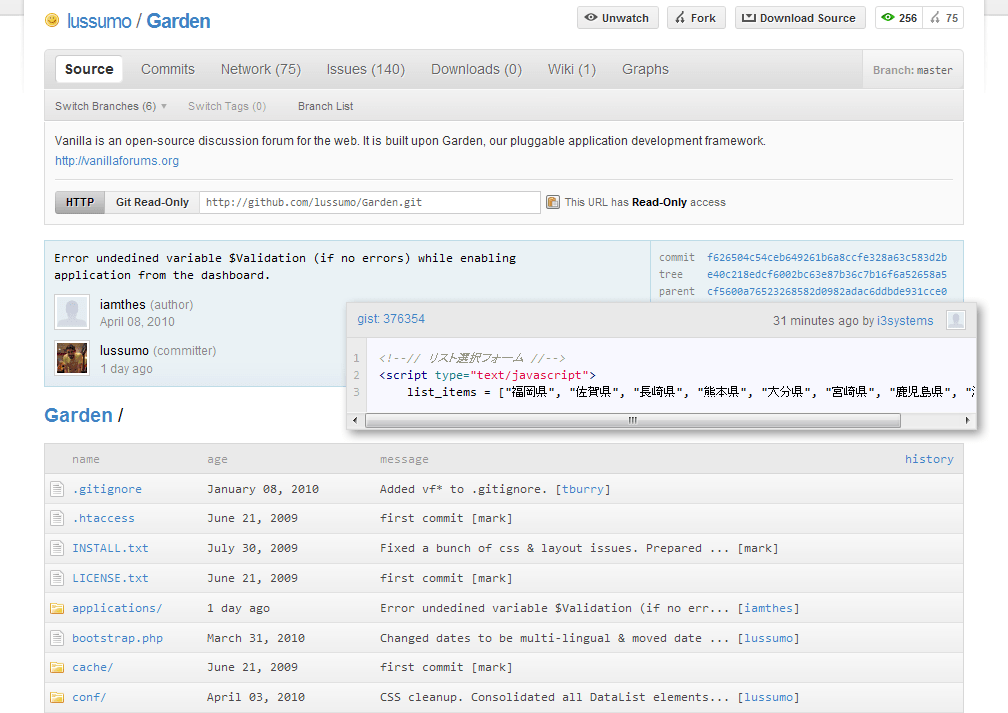 lussumo / Garden
Unwatch Fork Download Source 256 75
Source Commits Network (75) Issues (140) Downloads (0) Wiki (1) Graphs Branch: master
Switch Branches (6) Switch Tags (0) Branch List
Vanilla is an open-source discussion forum for the web. It is built upon Garden, our pluggable application development framework.
http://vanillaforums.org
HTTP Git Read-Only http://github.com/lussumo/Garden.git This URL has Read-Only access
Error undedined variable $Validation (if no errors) while enabling
application from the dashboard.
iamthes (author)
April 08, 2010
lussumo (committer)
1 day ago
commit f626504c54ceb649261b6a8ccfe328a63c583d2b
tree e40c218edcf6002bc63e87b36c7b16f6a52658a5
parent cf5600a76523268582d0982adac6ddbde931cce0
gist: 376354 31 minutes ago by i3systems
1 <!--// リスト選択フォーム //-->
2 <script type="text/javascript">
3 list_items = ["福岡県", "佐賀県", "長崎県", "熊本県", "大分県", "宮崎県", "鹿児島県", "
Garden /
name age message history
.gitignore January 08, 2010 Added vf* to .gitignore. [tburry]
.htaccess June 21, 2009 first commit [mark]
INSTALL.txt July 30, 2009 Fixed a bunch of css & layout issues. Prepared ... [mark]
LICENSE.txt June 21, 2009 first commit [mark]
applications/ 1 day ago Error undedined variable $Validation (if no err... [iamthes]
bootstrap.php March 31, 2010 Changed dates to be multi-lingual & moved date ... [lussumo]
cache/ June 21, 2009 first commit [mark]
conf/ April 03, 2010 CSS cleanup. Consolidated all DataList elements... [lussumo]